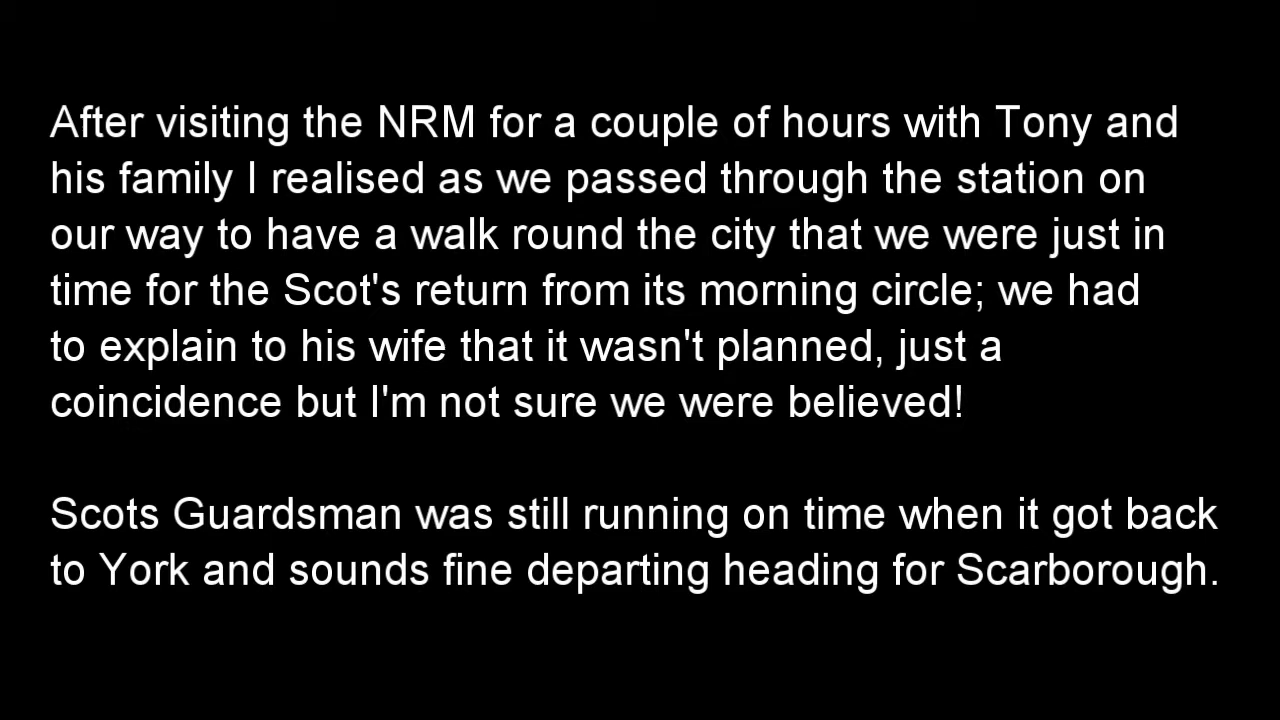 After visiting the NRM for a couple of hours with Tony and
his family I realised as we passed through the station on
our way to have a walk round the city that we were just in
time for the Scot's return from its morning circle; we had
to explain to his wife that it wasn't planned, just a
coincidence but I'm not sure we were believed!
Scots Guardsman was still running on time when it got back
to York and sounds fine departing heading for Scarborough.